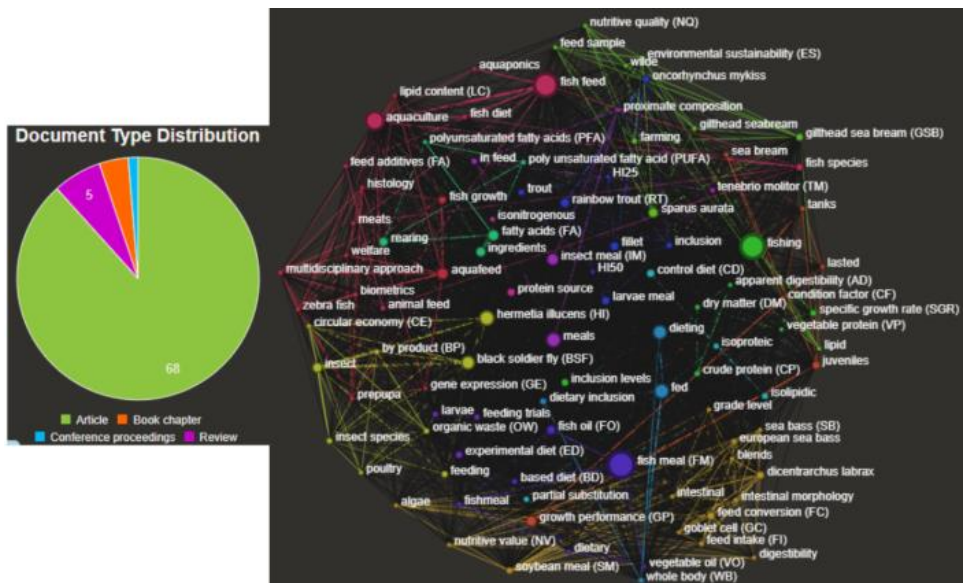 Document Type Distribution
5
68
Article
Book chapter
Conference proceedings
Review
nutritive quality (NQ)
feed sample
environmental sustainability (ES)
wilde
aquaponics
oncorhynchus mykiss
fish feed
lipid content (LC)
proximate composition
fish diet
aquaculture
gilthead seabream
farming
gilthead sea bream (GSB)
polyunsaturated fatty acids (PFA)
sea bream
feed additives (FA)
in feed
poly unsaturated fatty acid (PUFA)
fish species
HI25
histology
tenebrio molitor (TM)
trout
fish growth
rainbow trout (RT)
tanks
meats
isonitrogenous
sparus aurata
fatty acids (FA)
rearing
welfare
ingredients
fillet
inclusion
fishing
insect meal (IM)
lasted
multidisciplinary approach
aquafeed
HI50
control diet (CD)
apparent digestibility (AD)
biometrics
protein source
larvae meal
condition factor (CF)
zebra fish
animal feed
dry matter (DM)
specific growth rate (SGR)
hermetia illucens (HI)
circular economy (CE)
dieting
vegetable protein (VP)
meals
isoproteic
by product (BP)
lipid
black soldier fly (BSF)
juveniles
insect
crude protein (CP)
inclusion levels
gene expression (GE)
fed
prepupa
dietary inclusion
isolipidic
larvae
feeding trials
grade level
organic waste (OW)
fish oil (FO)
sea bass (SB)
insect species
european sea bass
experimental diet (ED)
blends
fish meal (FM)
poultry
feeding
dicentrarchus labrax
based diet (BD)
intestinal
algae
fishmeal
partial substitution
intestinal morphology
growth performance (GP)
feed conversion (FC)
goblet cell (GC)
nutritive value (NV)
dietary
feed intake (FI)
digestibility
soybean meal (SM)
vegetable oil (VO)
whole body (WB)